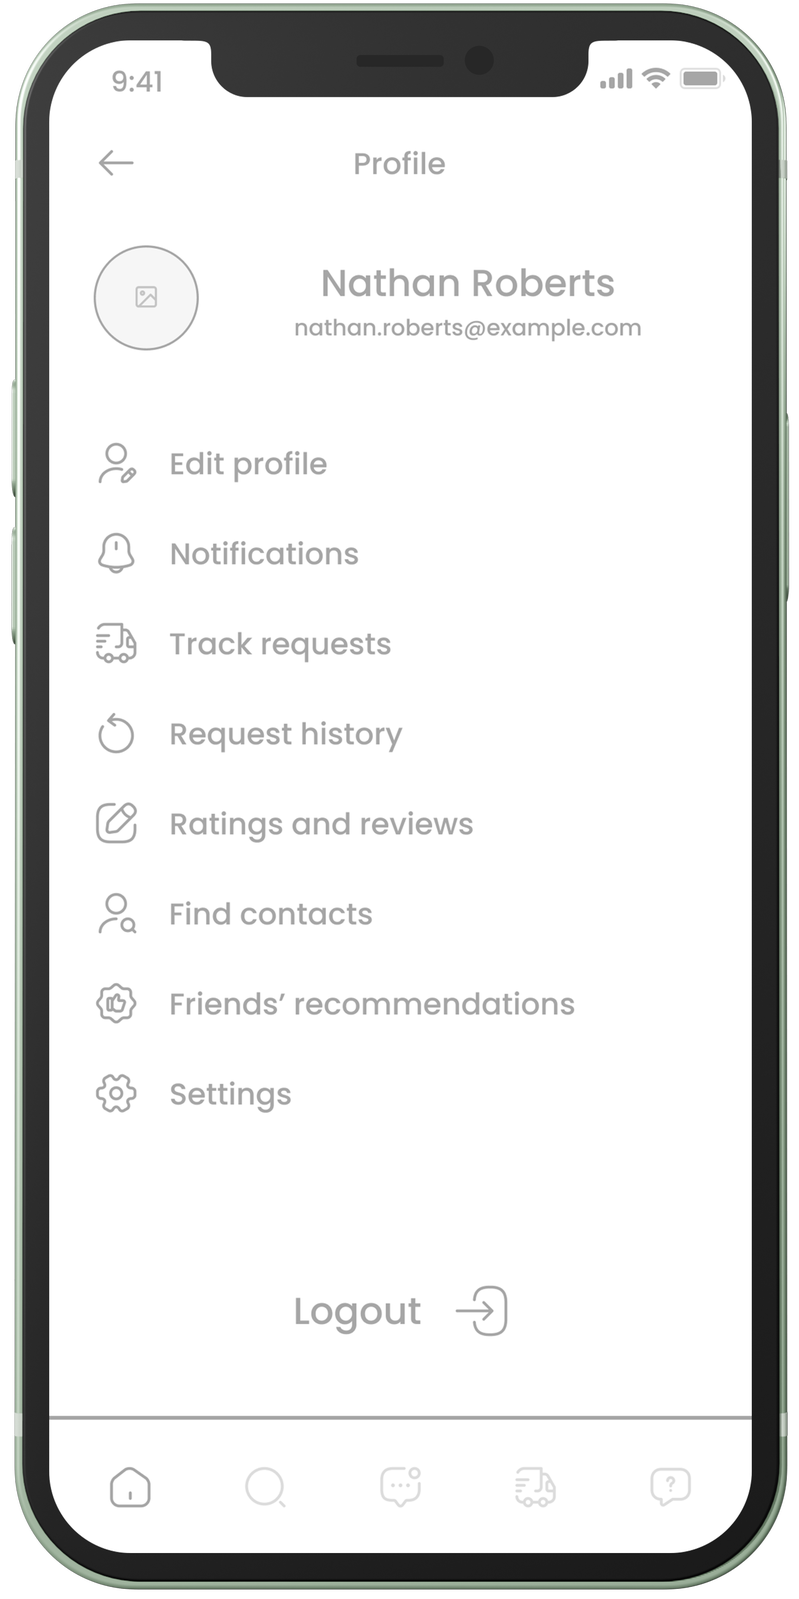 9:41
Profile
Nathan Roberts
nathan.roberts@example.com
Edit profile
Notifications
Track requests
Request history
Ratings and reviews
Find contacts
Friends’ recommendations
Settings
Logout
?